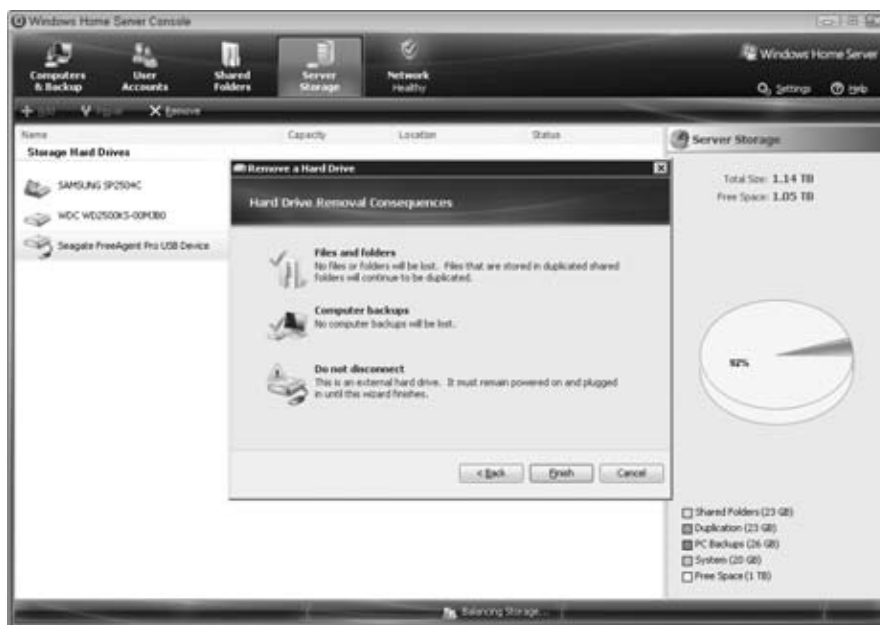 Windows Home Server Console
Computers & Backup
User Accounts
Shared Folders
Server Storage
Network Healthy
Windows Home Server
Settings
Help
Remove
Name
Capacity
Location
Status
Storage Hard Drives
SAMSUNG SP2504C
WDC WD2500KS-00MJB0
Seagate FreeAgent Pro USB Device
Remove a Hard Drive
Hard Drive Removal Consequences
Files and folders
No files or folders will be lost. Files that are stored in duplicated shared
folders will continue to be duplicated.
Computer backups
No computer backups will be lost.
Do not disconnect
This is an external hard drive. It must remain powered on and plugged
in until this wizard finishes.
< Back
Finish
Cancel
Server Storage
Total Size: 1.14 TB
Free Space: 1.05 TB
92%
Shared Folders (23 GB)
Duplication (23 GB)
PC Backups (26 GB)
System (20 GB)
Free Space (1 TB)
Balancing Storage...